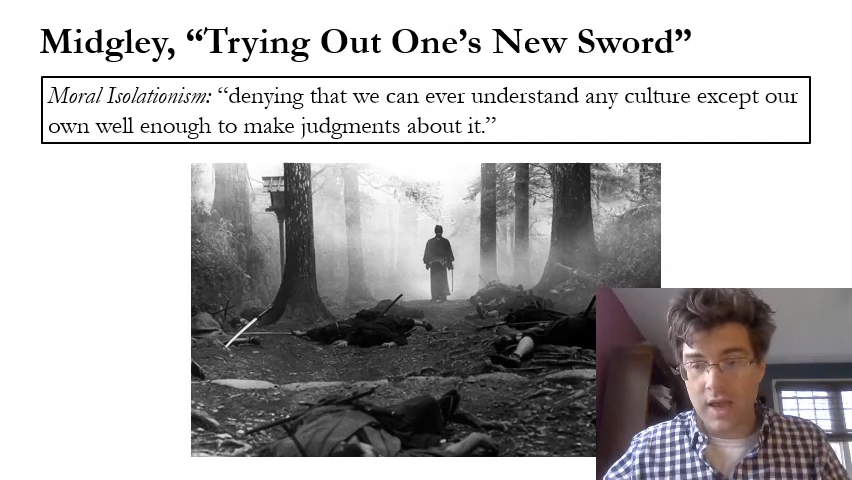 Midgley, “Trying Out One’s New Sword”
Moral Isolationism: “denying that we can ever understand any culture except our
own well enough to make judgments about it.”